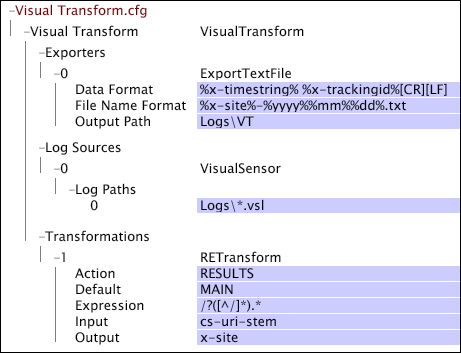 Visual Transform.cfg
Visual Transform VisualTransform
Exporters
0 ExportTextFile
Data Format %x-timestring% %x-trackingid%[CR][LF]
File Name Format %x-site%-%yyyy%%mm%%dd%.txt
Output Path Logs\VT
Log Sources
0 VisualSensor
Log Paths
0 Logs\*.vsl
Transformations
1 RETransform
Action RESULTS
Default MAIN
Expression /?([^/]*).*
Input cs-uri-stem
Output x-site